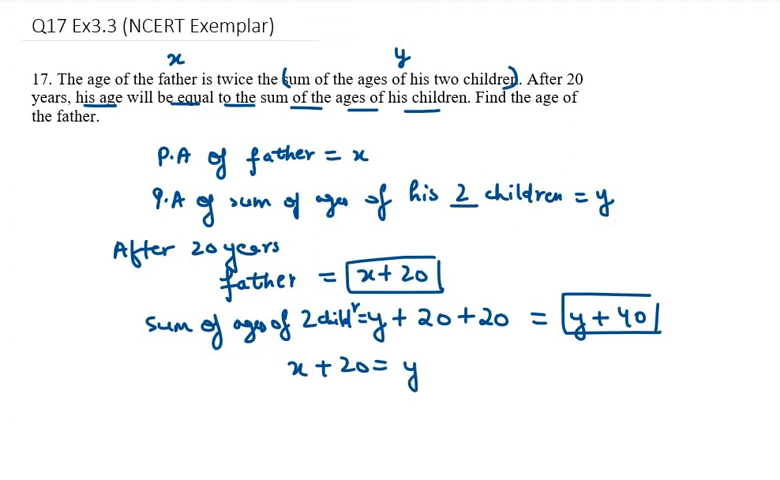 Q17 Ex3.3 (NCERT Exemplar)
x y
17. The age of the father is twice the (sum of the ages of his two children). After 20
years, his age will be equal to the sum of the ages of his children. Find the age of
the father.
P.A of father = x
P.A of sum of ages of his 2 children = y
After 20 years
father = x + 20
sum of ages of 2 childr = y + 20 + 20 = y + 40
x + 20 = y